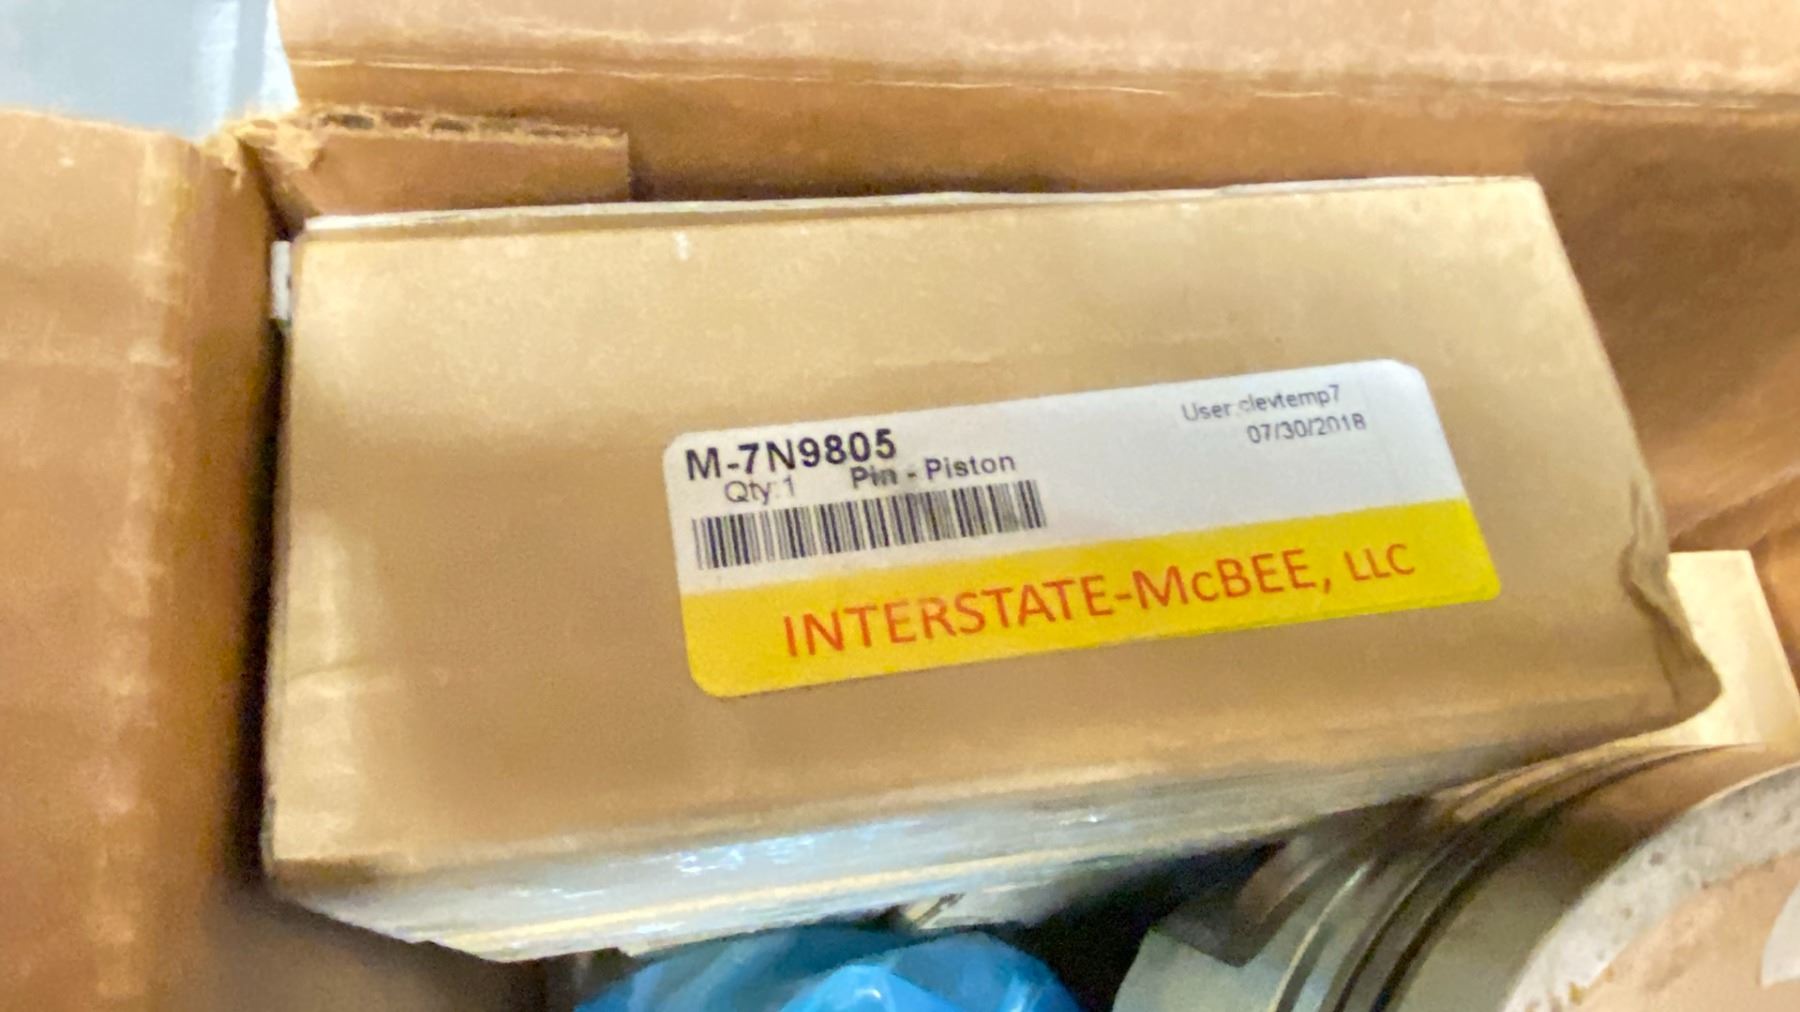 M-7N9805
Qty:1 Pin - Piston
User:clevtemp7
07/30/2018
INTERSTATE-McBEE, LLC